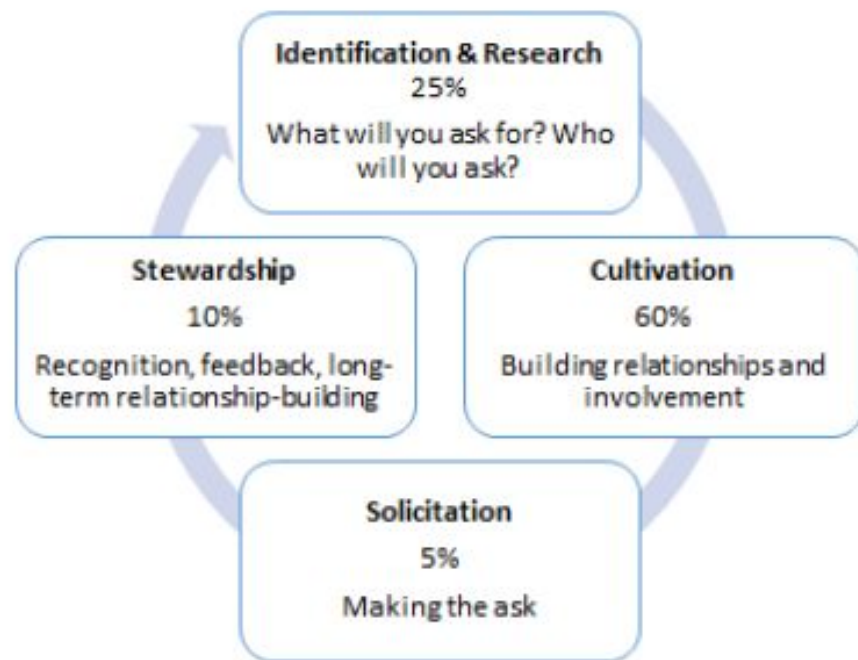 Identification & Research
25%
What will you ask for? Who
will you ask?
Stewardship
10%
Recognition, feedback, long-
term relationship-building
Cultivation
60%
Building relationships and
involvement
Solicitation
5%
Making the ask